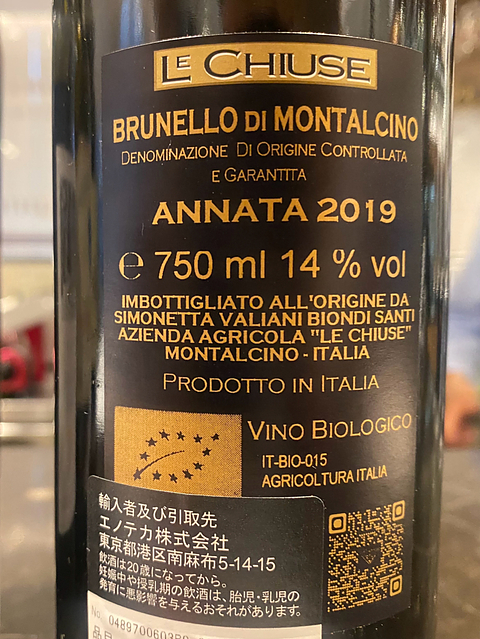 LE CHIUSE
BRUNELLO DI MONTALCINO
DENOMINAZIONE DI ORIGINE CONTROLLATA
E GARANTITA
ANNATA 2019
℮ 750 ml 14 % vol
IMBOTTIGLIATO ALL'ORIGINE DA
SIMONETTA VALIANI BIONDI SANTI
AZIENDA AGRICOLA "LE CHIUSE"
MONTALCINO - ITALIA
PRODOTTO IN ITALIA
VINO BIOLOGICO
IT-BIO-015
AGRICOLTURA ITALIA
輸入者及び引取先
エノテカ株式会社
東京都港区南麻布5-14-15
飲酒は20歳になってから。
妊娠中や授乳期の飲酒は、胎児・乳児の
発育に悪影響を与えるおそれがあります。
No.
品目